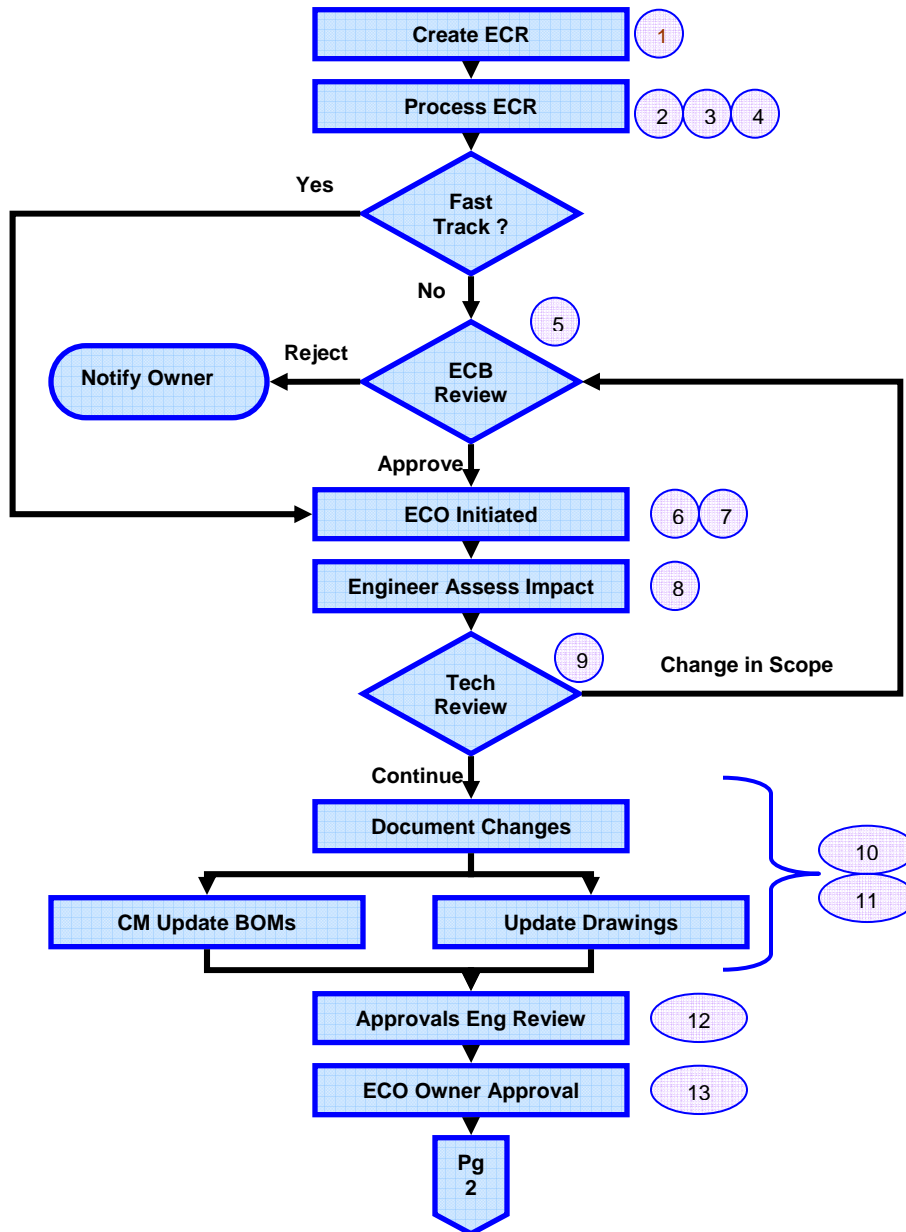 Create ECR
1
Process ECR
2 3 4
Yes
Fast
Track ?
No
5
Reject
Notify Owner
ECB
Review
Approve
ECO Initiated
6 7
Engineer Assess Impact
8
9
Change in Scope
Tech
Review
Continue
Document Changes
10
11
CM Update BOMs
Update Drawings
Approvals Eng Review
12
ECO Owner Approval
13
Pg
2